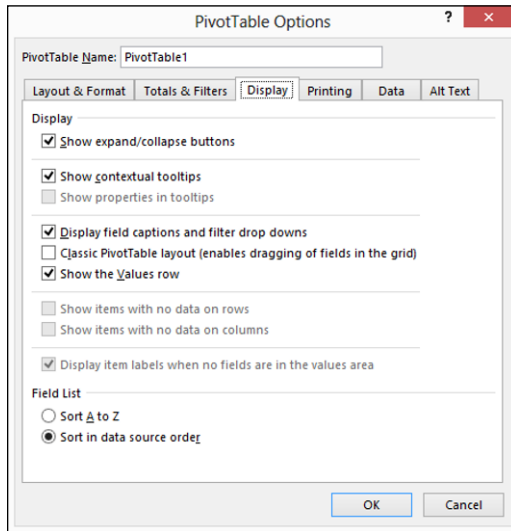 PivotTable Options ? ×
PivotTable Name: PivotTable1
Layout & Format Totals & Filters Display Printing Data Alt Text
Display
Show expand/collapse buttons
Show contextual tooltips
Show properties in tooltips
Display field captions and filter drop downs
Classic PivotTable layout (enables dragging of fields in the grid)
Show the Values row
Show items with no data on rows
Show items with no data on columns
Display item labels when no fields are in the values area
Field List
Sort A to Z
Sort in data source order
OK Cancel